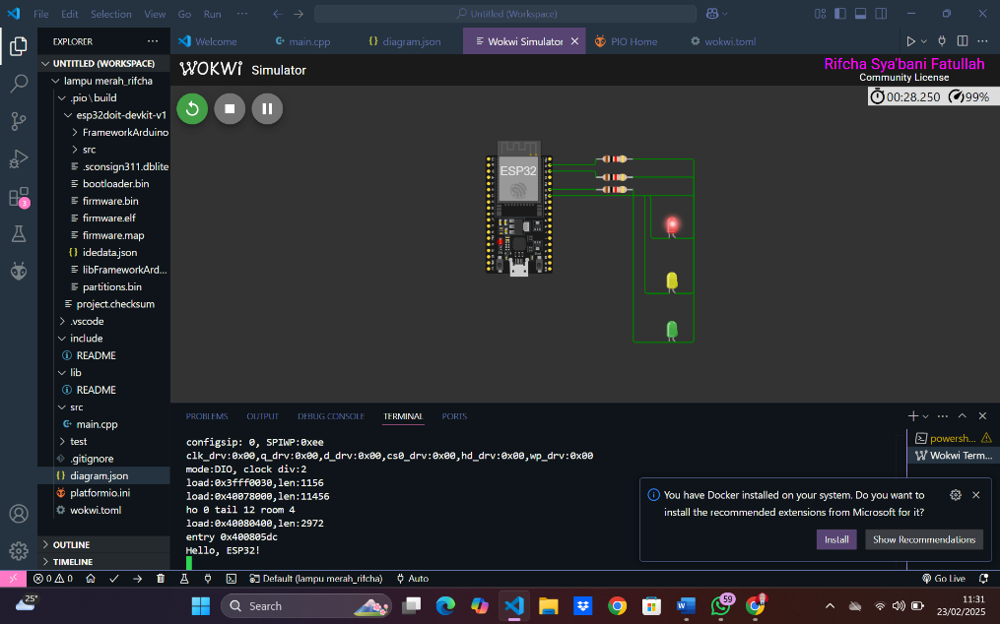 File Edit Selection View Go Run ··· Untitled (Workspace)
EXPLORER ···
Welcome main.cpp diagram.json Wokwi Simulator PIO Home wokwi.toml
UNTITLED (WORKSPACE)
lampu merah_rifcha
.pio\build
esp32doit-devkit-v1
FrameworkArduino
src
.sconsign311.dblite
bootloader.bin
firmware.bin
firmware.elf
firmware.map
idedata.json
libFrameworkArd...
partitions.bin
project.checksum
.vscode
include
README
lib
README
src
main.cpp
test
.gitignore
diagram.json
platformio.ini
wokwi.toml
OUTLINE
TIMELINE
3
WOKWi Simulator
Rifcha Sya'bani Fatullah
Community License
00:28.250 99%
ESP32
PROBLEMS OUTPUT DEBUG CONSOLE TERMINAL PORTS
configsip: 0, SPIWP:0xee
clk_drv:0x00,q_drv:0x00,d_drv:0x00,cs0_drv:0x00,hd_drv:0x00,wp_drv:0x00
mode:DIO, clock div:2
load:0x3fff0030,len:1156
load:0x40078000,len:11456
ho 0 tail 12 room 4
load:0x40080400,len:2972
entry 0x400805dc
Hello, ESP32!
powersh...
Wokwi Term...
You have Docker installed on your system. Do you want to
install the recommended extensions from Microsoft for it?
Install Show Recommendations
0 0 Default (lampu merah_rifcha) Auto Go Live
25°
Search
59
11:31
23/02/2025